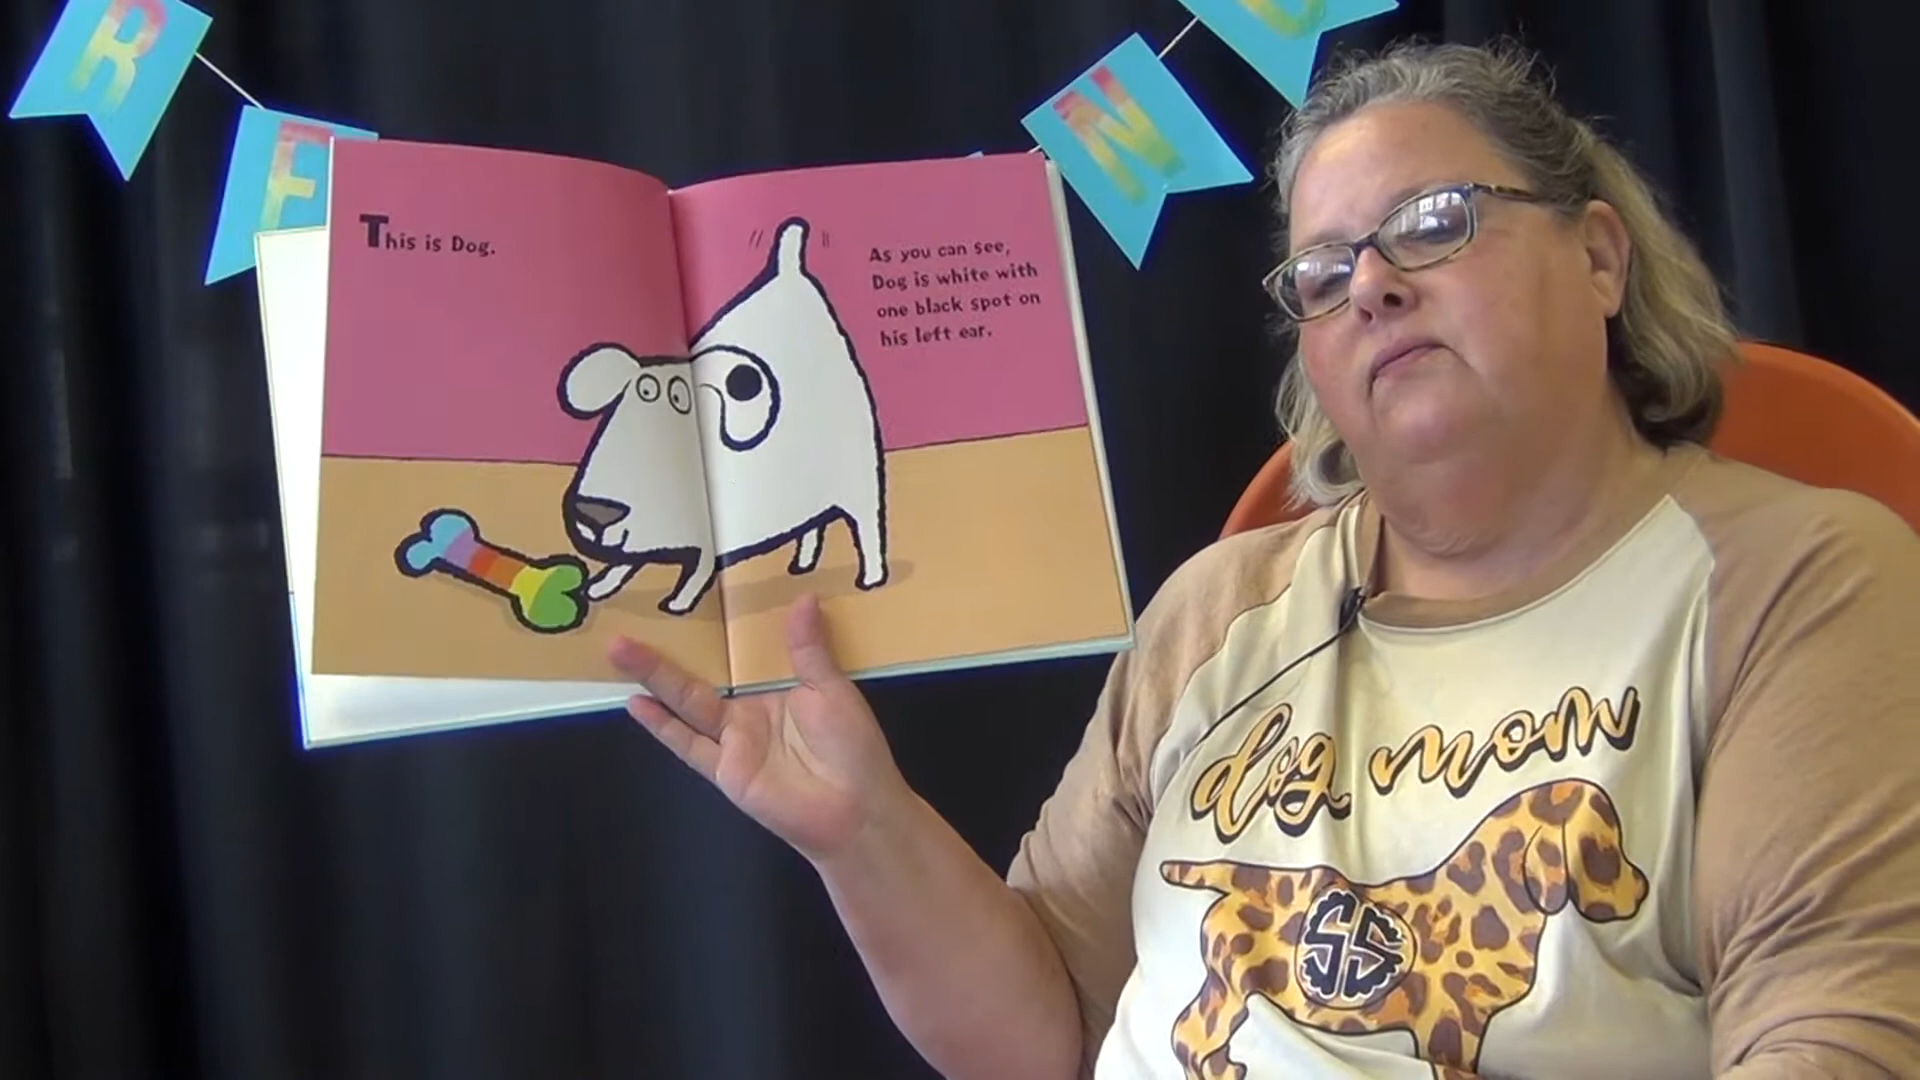 R
E
N
This is Dog.
As you can see,
Dog is white with
one black spot on
his left ear.
dog mom
SS